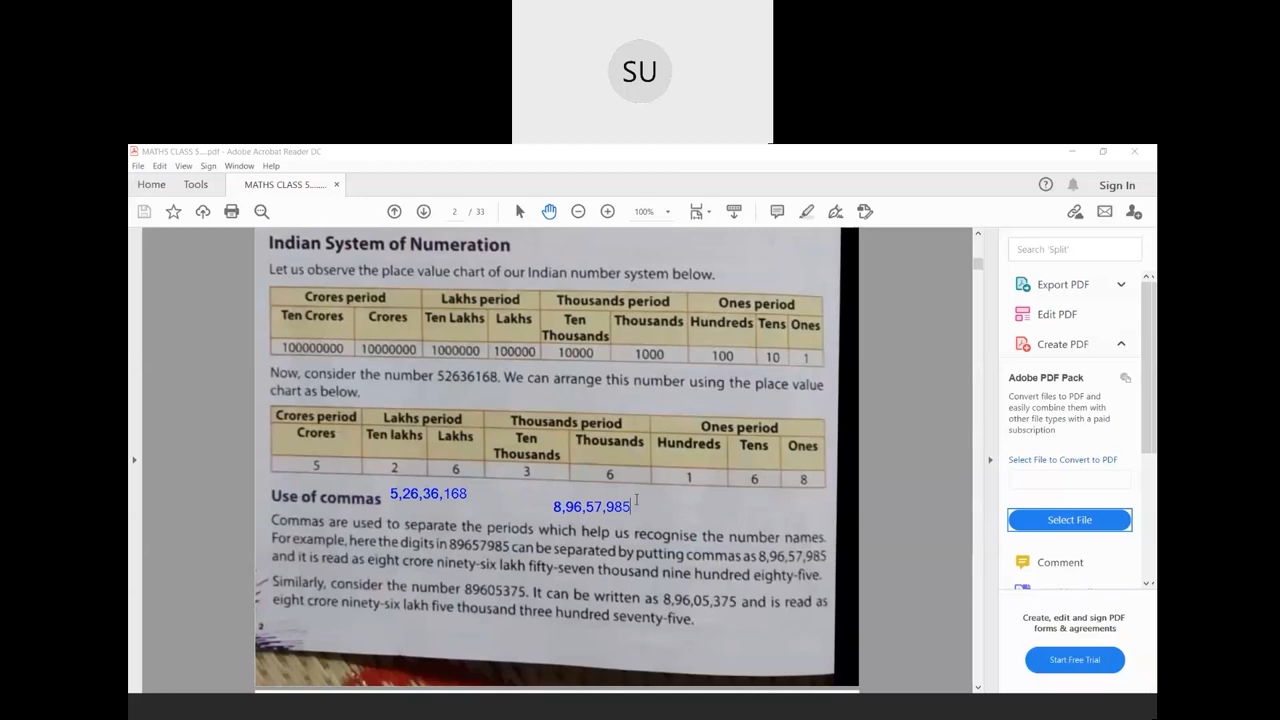 SU
MATHS CLASS 5....pdf - Adobe Acrobat Reader DC
File Edit View Sign Window Help
Home Tools MATHS CLASS 5........ × Sign In
2 / 33 100%
Indian System of Numeration
Let us observe the place value chart of our Indian number system below.
Crores period Lakhs period Thousands period Ones period
Ten Crores Crores Ten Lakhs Lakhs Ten Thousands Thousands Hundreds Tens Ones
100000000 10000000 1000000 100000 10000 1000 100 10 1
Now, consider the number 52636168. We can arrange this number using the place value
chart as below.
Crores period Lakhs period Thousands period Ones period
Crores Ten lakhs Lakhs Ten Thousands Thousands Hundreds Tens Ones
5 2 6 3 6 1 6 8
Use of commas 5,26,36,168
8,96,57,985
Commas are used to separate the periods which help us recognise the number names.
For example, here the digits in 89657985 can be separated by putting commas as 8,96,57,985
and it is read as eight crore ninety-six lakh fifty-seven thousand nine hundred eighty-five.
Similarly, consider the number 89605375. It can be written as 8,96,05,375 and is read as
eight crore ninety-six lakh five thousand three hundred seventy-five.
2
Search 'Split'
Export PDF
Edit PDF
Create PDF
Adobe PDF Pack
Convert files to PDF and
easily combine them with
other file types with a paid
subscription
Select File to Convert to PDF
Select File
Comment
Create, edit and sign PDF
forms & agreements
Start Free Trial